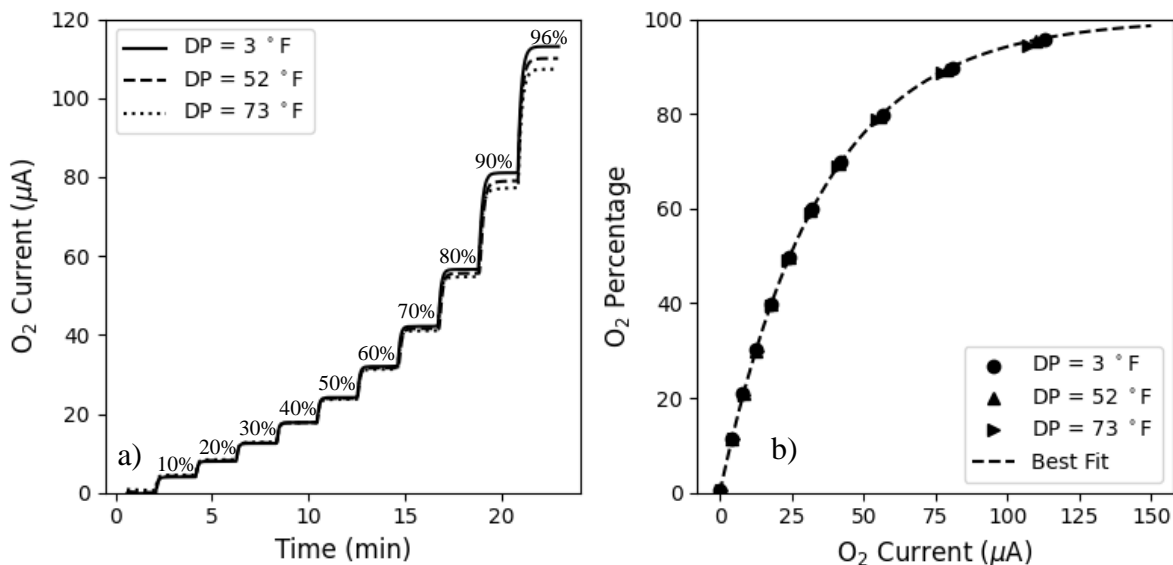 120
100
80
60
40
20
0
O₂ Current (μA)
DP = 3 °F
DP = 52 °F
DP = 73 °F
10%
20%
30%
40%
50%
60%
70%
80%
90%
96%
a)
0
5
10
15
20
Time (min)
100
80
60
40
20
0
O₂ Percentage
DP = 3 °F
DP = 52 °F
DP = 73 °F
Best Fit
b)
0
25
50
75
100
125
150
O₂ Current (μA)